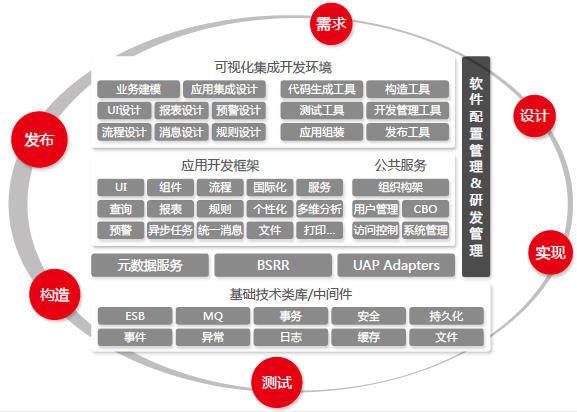 需求
可视化集成开发环境
业务建模 应用集成设计 代码生成工具 构造工具
UI设计 报表设计 预警设计 测试工具 开发管理工具
流程设计 消息设计 规则设计 应用组装 发布工具
软件配置管理&研发管理
设计
发布
应用开发框架 公共服务
UI 组件 流程 国际化 服务 组织构架
查询 报表 规则 个性化 多维分析 用户管理 CBO
预警 异步任务 统一消息 文件 打印... 访问控制 系统管理
实现
元数据服务 BSRR UAP Adapters
构造
基础技术类库/中间件
ESB MQ 事务 安全 持久化
事件 异常 日志 缓存 文件
测试